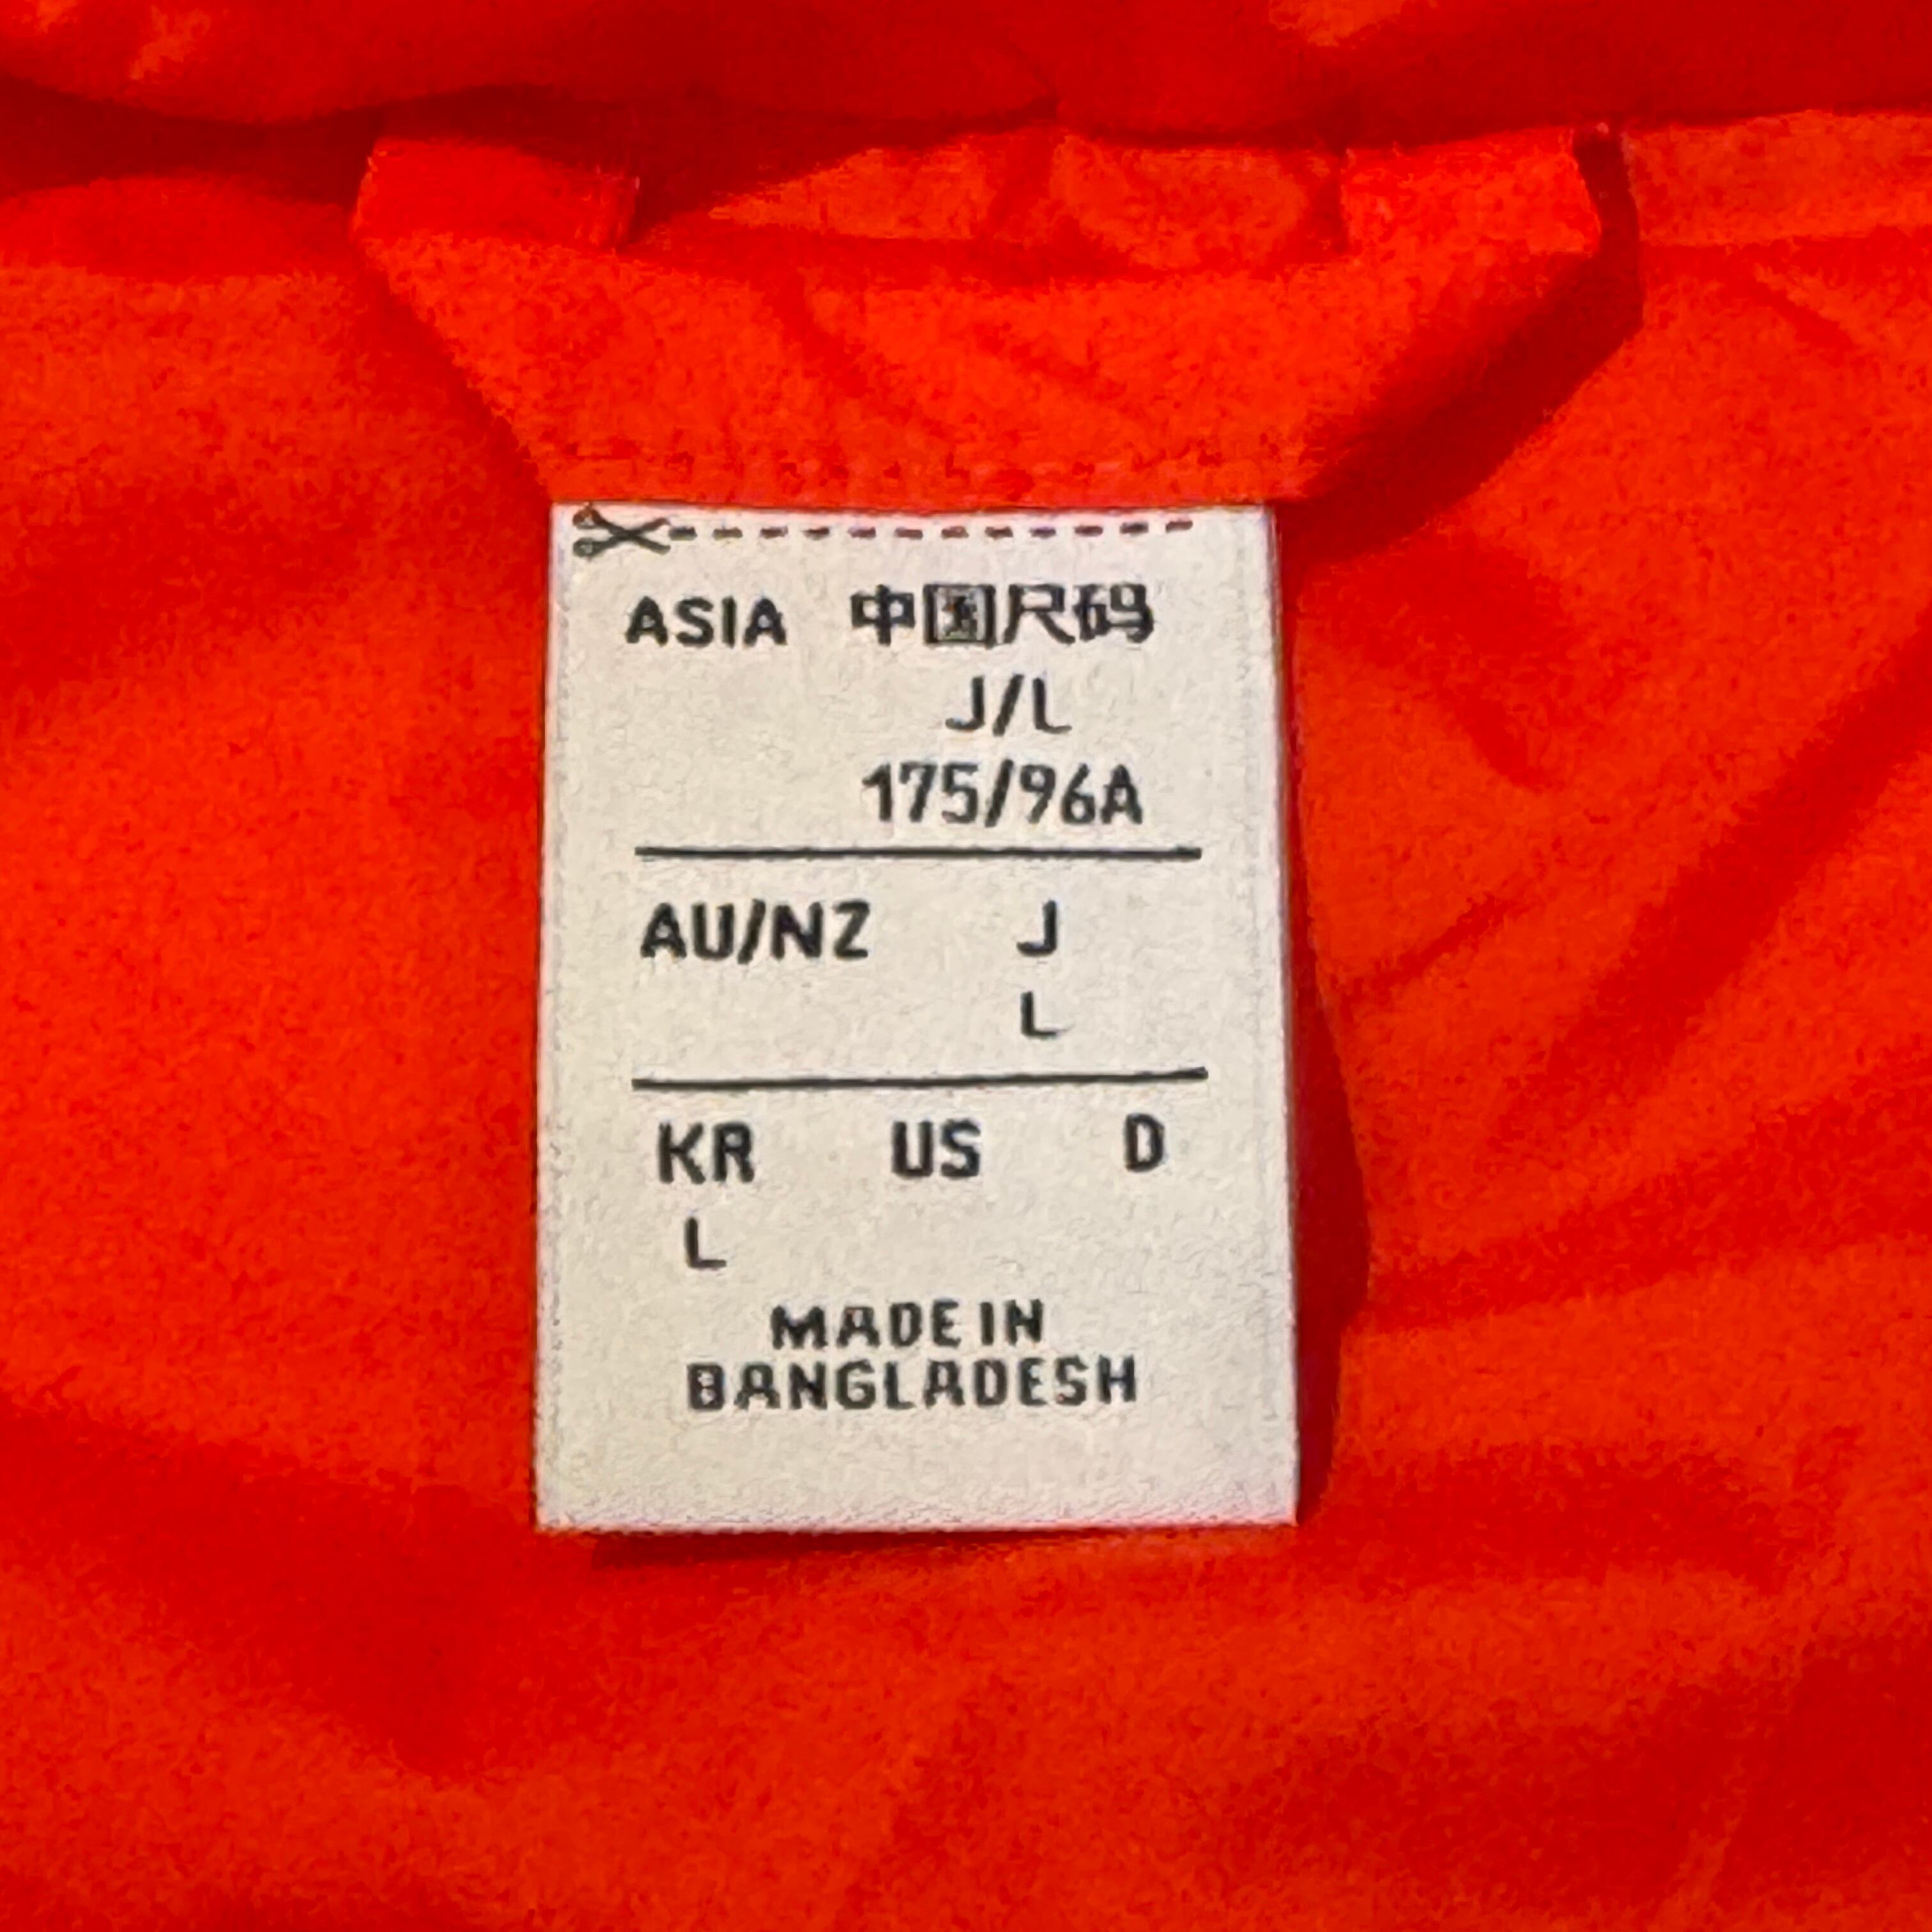 ASIA 中国尺码
J/L
175/96A
AU/NZ J
L
KR US D
L
MADE IN
BANGLADESH